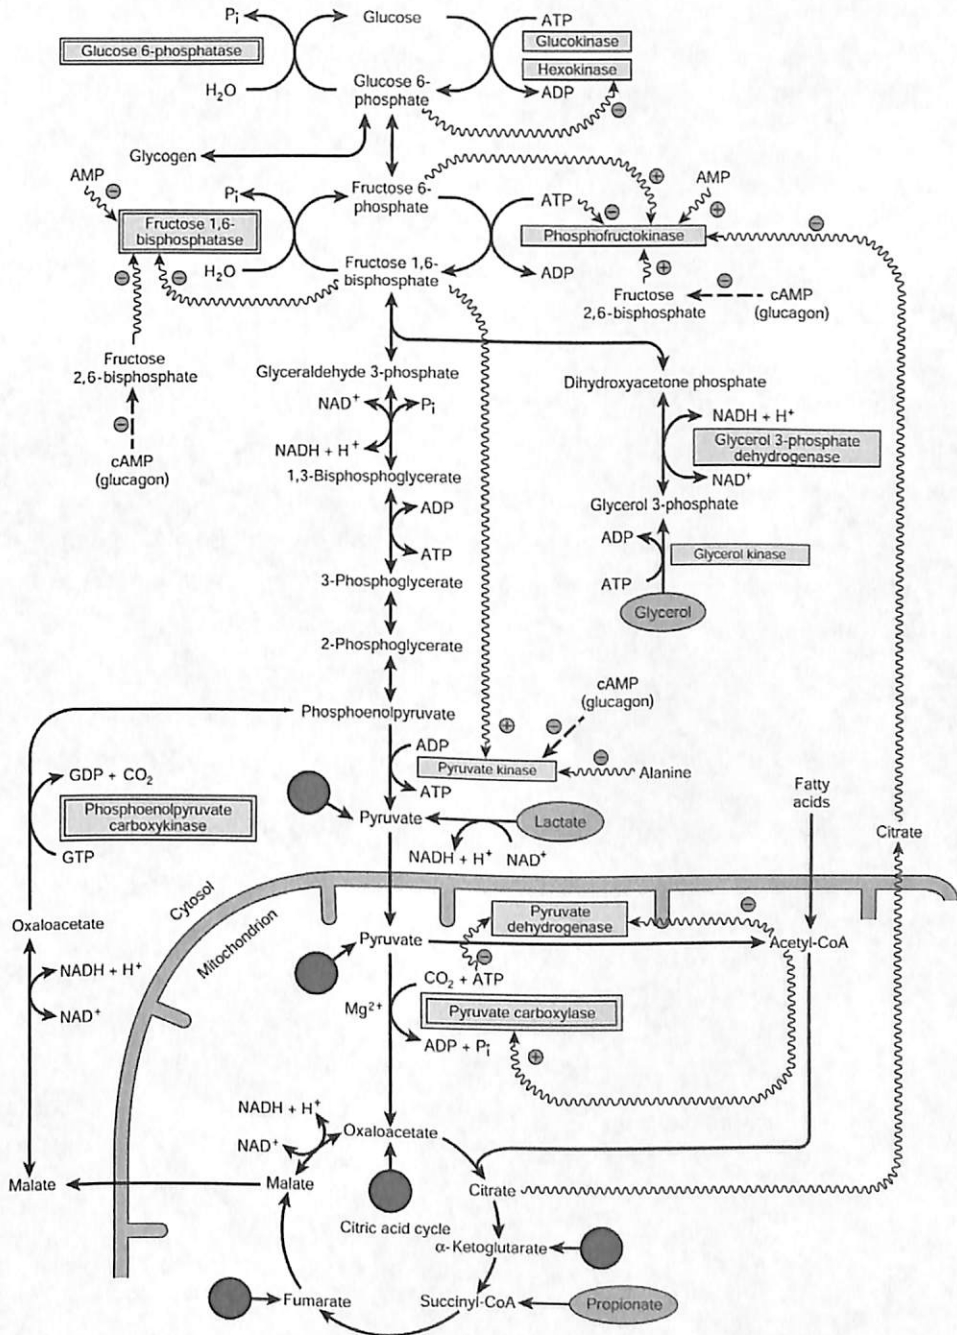 Pi
Glucose
ATP
Glucose 6-phosphatase
Glucokinase
Hexokinase
H2O
Glucose 6-
phosphate
ADP
−
Glycogen
AMP
−
Pi
Fructose 6-
phosphate
+
ATP
−
AMP
+
−
Fructose 1,6-
bisphosphatase
Phosphofructokinase
−
−
H2O
Fructose 1,6-
bisphosphate
ADP
+
−
Fructose
2,6-bisphosphate
cAMP
(glucagon)
Fructose
2,6-bisphosphate
−
cAMP
(glucagon)
Glyceraldehyde 3-phosphate
NAD+
Pi
NADH + H+
1,3-Bisphosphoglycerate
ADP
ATP
3-Phosphoglycerate
2-Phosphoglycerate
Phosphoenolpyruvate
Dihydroxyacetone phosphate
NADH + H+
Glycerol 3-phosphate
dehydrogenase
NAD+
Glycerol 3-phosphate
ADP
Glycerol kinase
ATP
Glycerol
cAMP
(glucagon)
+
−
ADP
Pyruvate kinase
−
Alanine
ATP
GDP + CO2
Phosphoenolpyruvate
carboxykinase
GTP
Pyruvate
Lactate
NADH + H+
NAD+
Fatty
acids
Citrate
Cytosol
Mitochondrion
Oxaloacetate
NADH + H+
NAD+
Pyruvate
Pyruvate
dehydrogenase
−
Acetyl-CoA
−
CO2 + ATP
Mg2+
Pyruvate carboxylase
ADP + Pi
+
NADH + H+
NAD+
Oxaloacetate
Malate
Malate
Citrate
Citric acid cycle
α-Ketoglutarate
Fumarate
Succinyl-CoA
Propionate